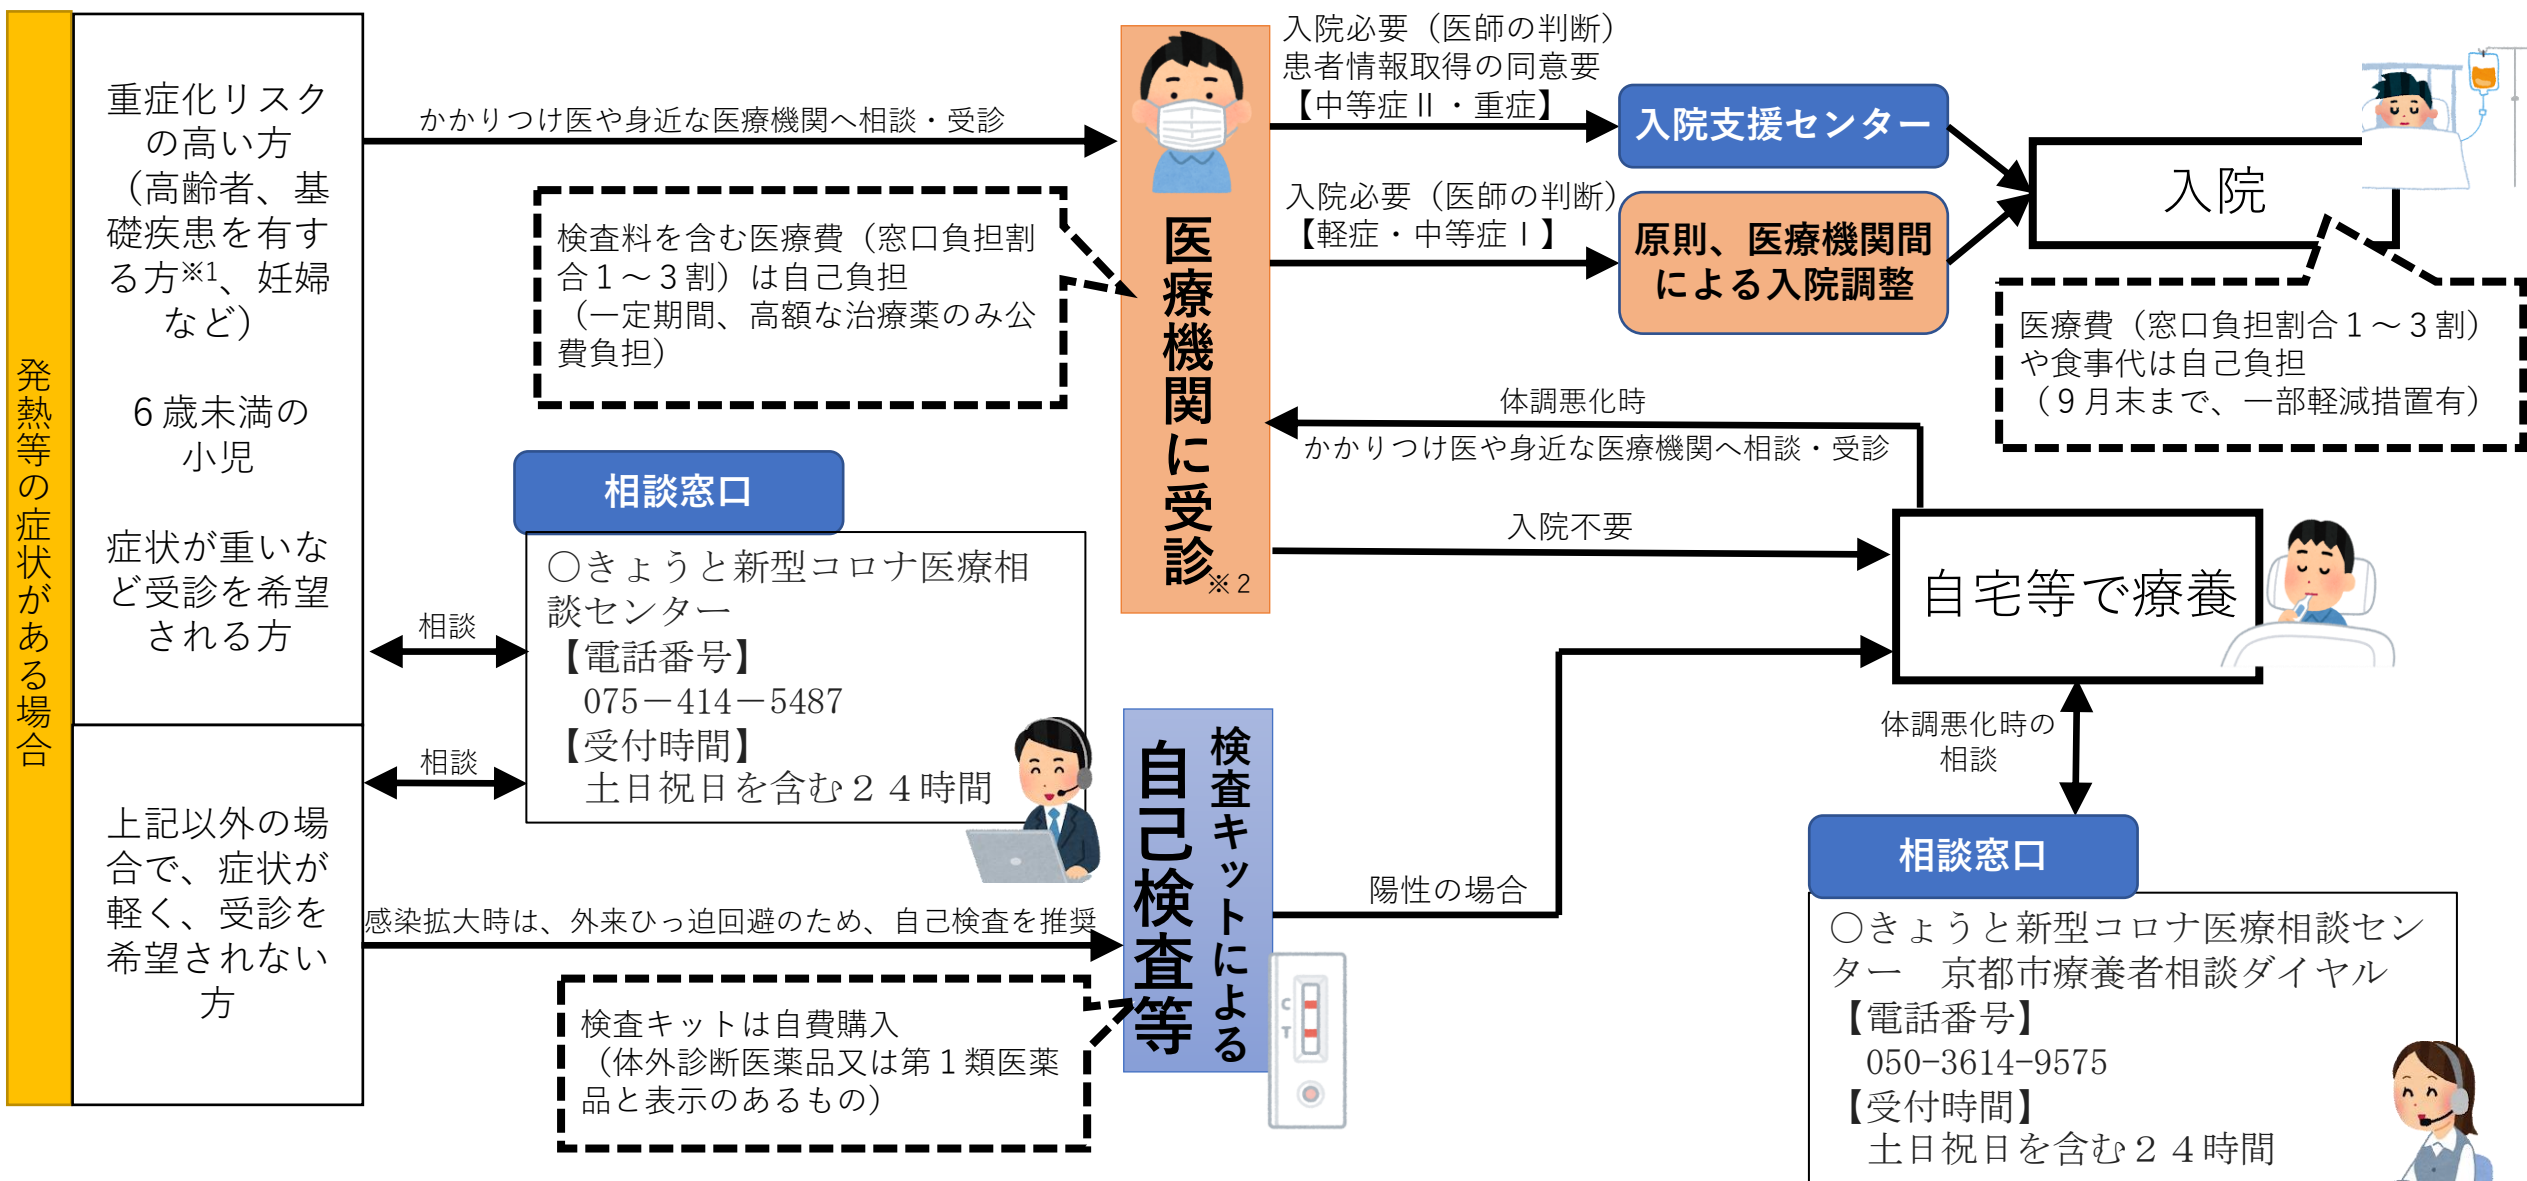 発熱等の症状がある場合
重症化リスク
の高い方
（高齢者、基
礎疾患を有す
る方※1、妊婦
など）
６歳未満の
小児
症状が重いな
ど受診を希望
される方
上記以外の場
合で、症状が
軽く、受診を
希望されない
方
かかりつけ医や身近な医療機関へ相談・受診
検査料を含む医療費（窓口負担割
合１～３割）は自己負担
（一定期間、高額な治療薬のみ公
費負担）
相談窓口
○きょうと新型コロナ医療相
談センター
【電話番号】
075－414－5487
【受付時間】
土日祝日を含む２４時間
相談
相談
感染拡大時は、外来ひっ迫回避のため、自己検査を推奨
検査キットは自費購入
（体外診断医薬品又は第１類医薬
品と表示のあるもの）
医療機関に受診※２
検査キットによる
自己検査等
入院必要（医師の判断）
患者情報取得の同意要
【中等症Ⅱ・重症】
入院支援センター
入院必要（医師の判断）
【軽症・中等症Ⅰ】
原則、医療機関間
による入院調整
入院
医療費（窓口負担割合１～３割）
や食事代は自己負担
（９月末まで、一部軽減措置有）
体調悪化時
かかりつけ医や身近な医療機関へ相談・受診
入院不要
自宅等で療養
陽性の場合
体調悪化時の
相談
C
T
相談窓口
○きょうと新型コロナ医療相談セン
ター　京都市療養者相談ダイヤル
【電話番号】
050-3614-9575
【受付時間】
土日祝日を含む２４時間